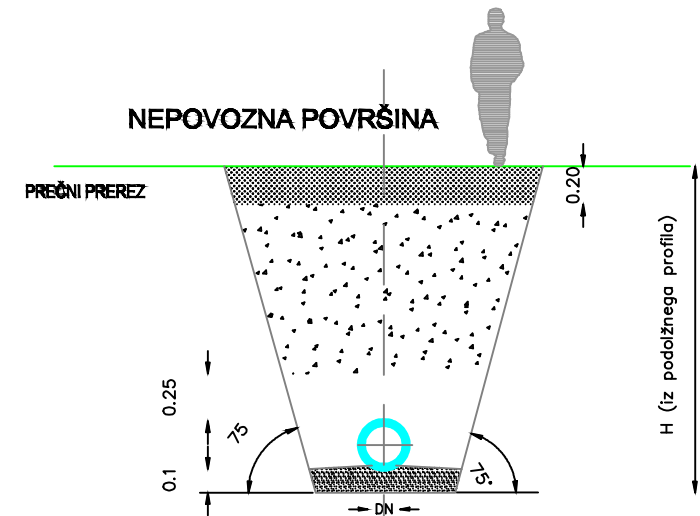 NEPOVOZNA POVRŠINA
PREČNI PREREZ
0.20
H (iz podolžnega profila)
0.25
75
0.1
75°
DN